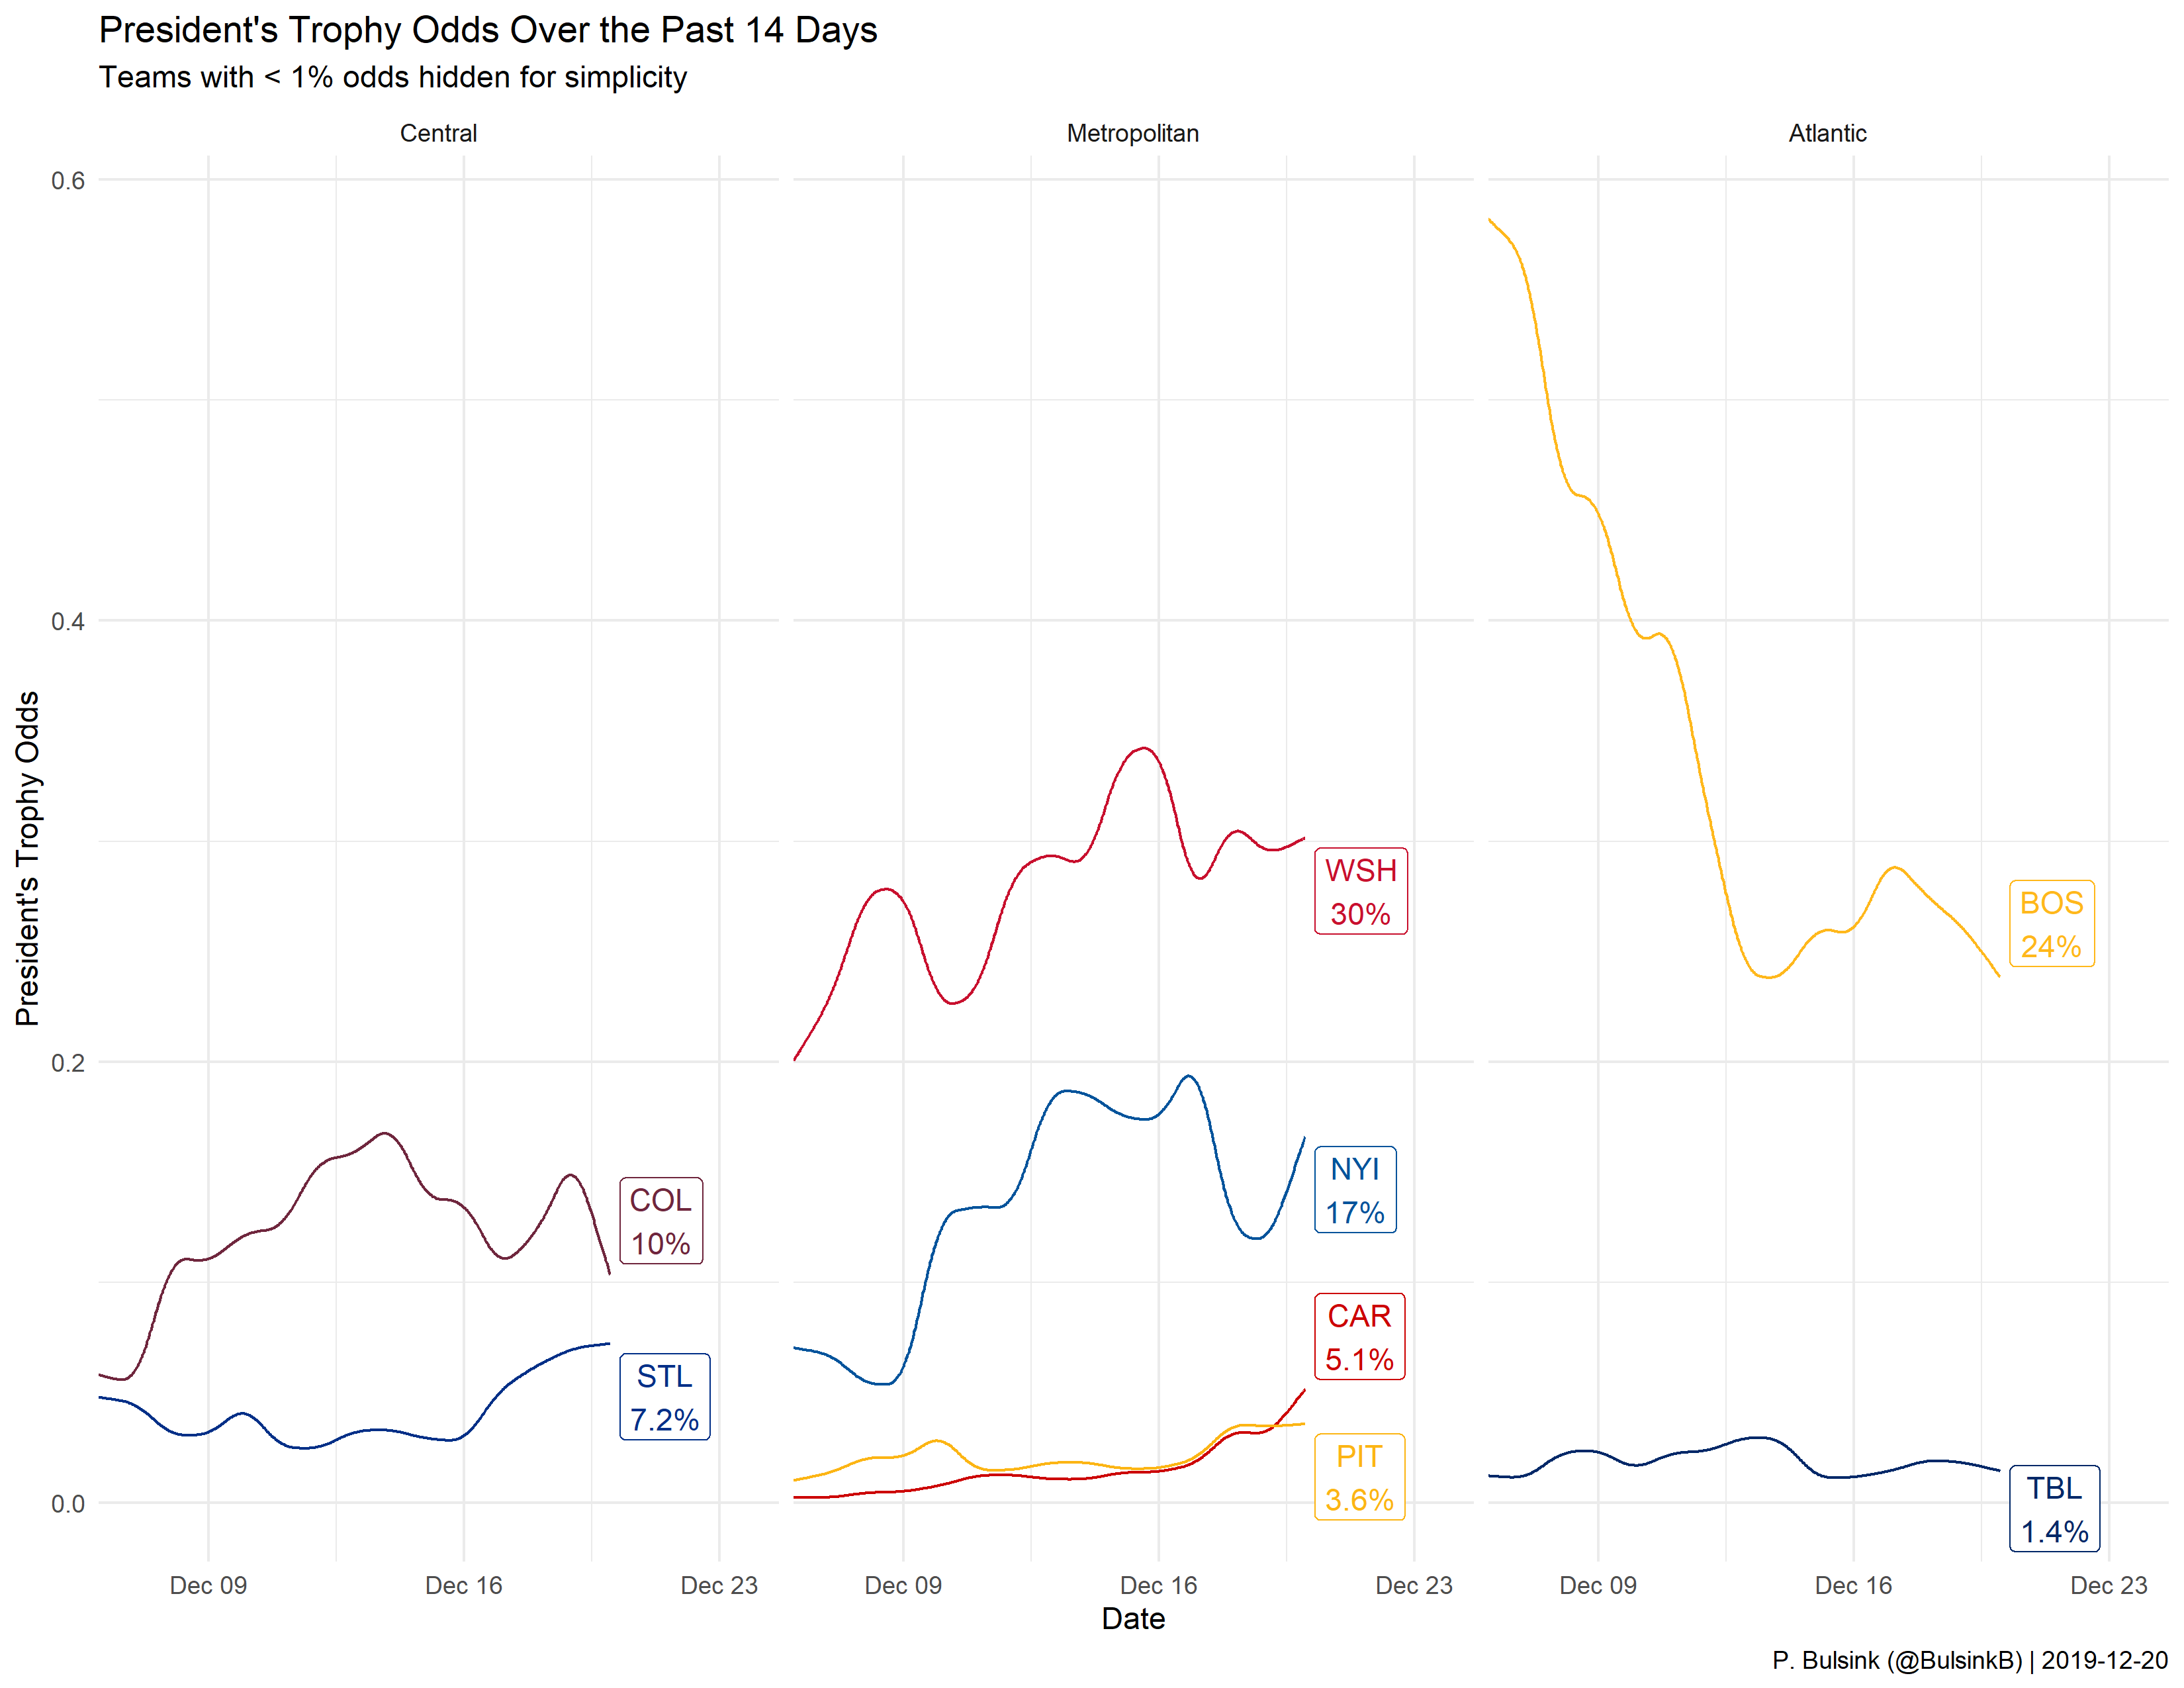 President's Trophy Odds Over the Past 14 Days
Teams with < 1% odds hidden for simplicity
Central
Metropolitan
Atlantic
President's Trophy Odds
0.6
0.4
0.2
0.0
COL
10%
STL
7.2%
WSH
30%
NYI
17%
CAR
5.1%
PIT
3.6%
BOS
24%
TBL
1.4%
Dec 09
Dec 16
Dec 23
Dec 09
Dec 16
Dec 23
Dec 09
Dec 16
Dec 23
Date
P. Bulsink (@BulsinkB) | 2019-12-20